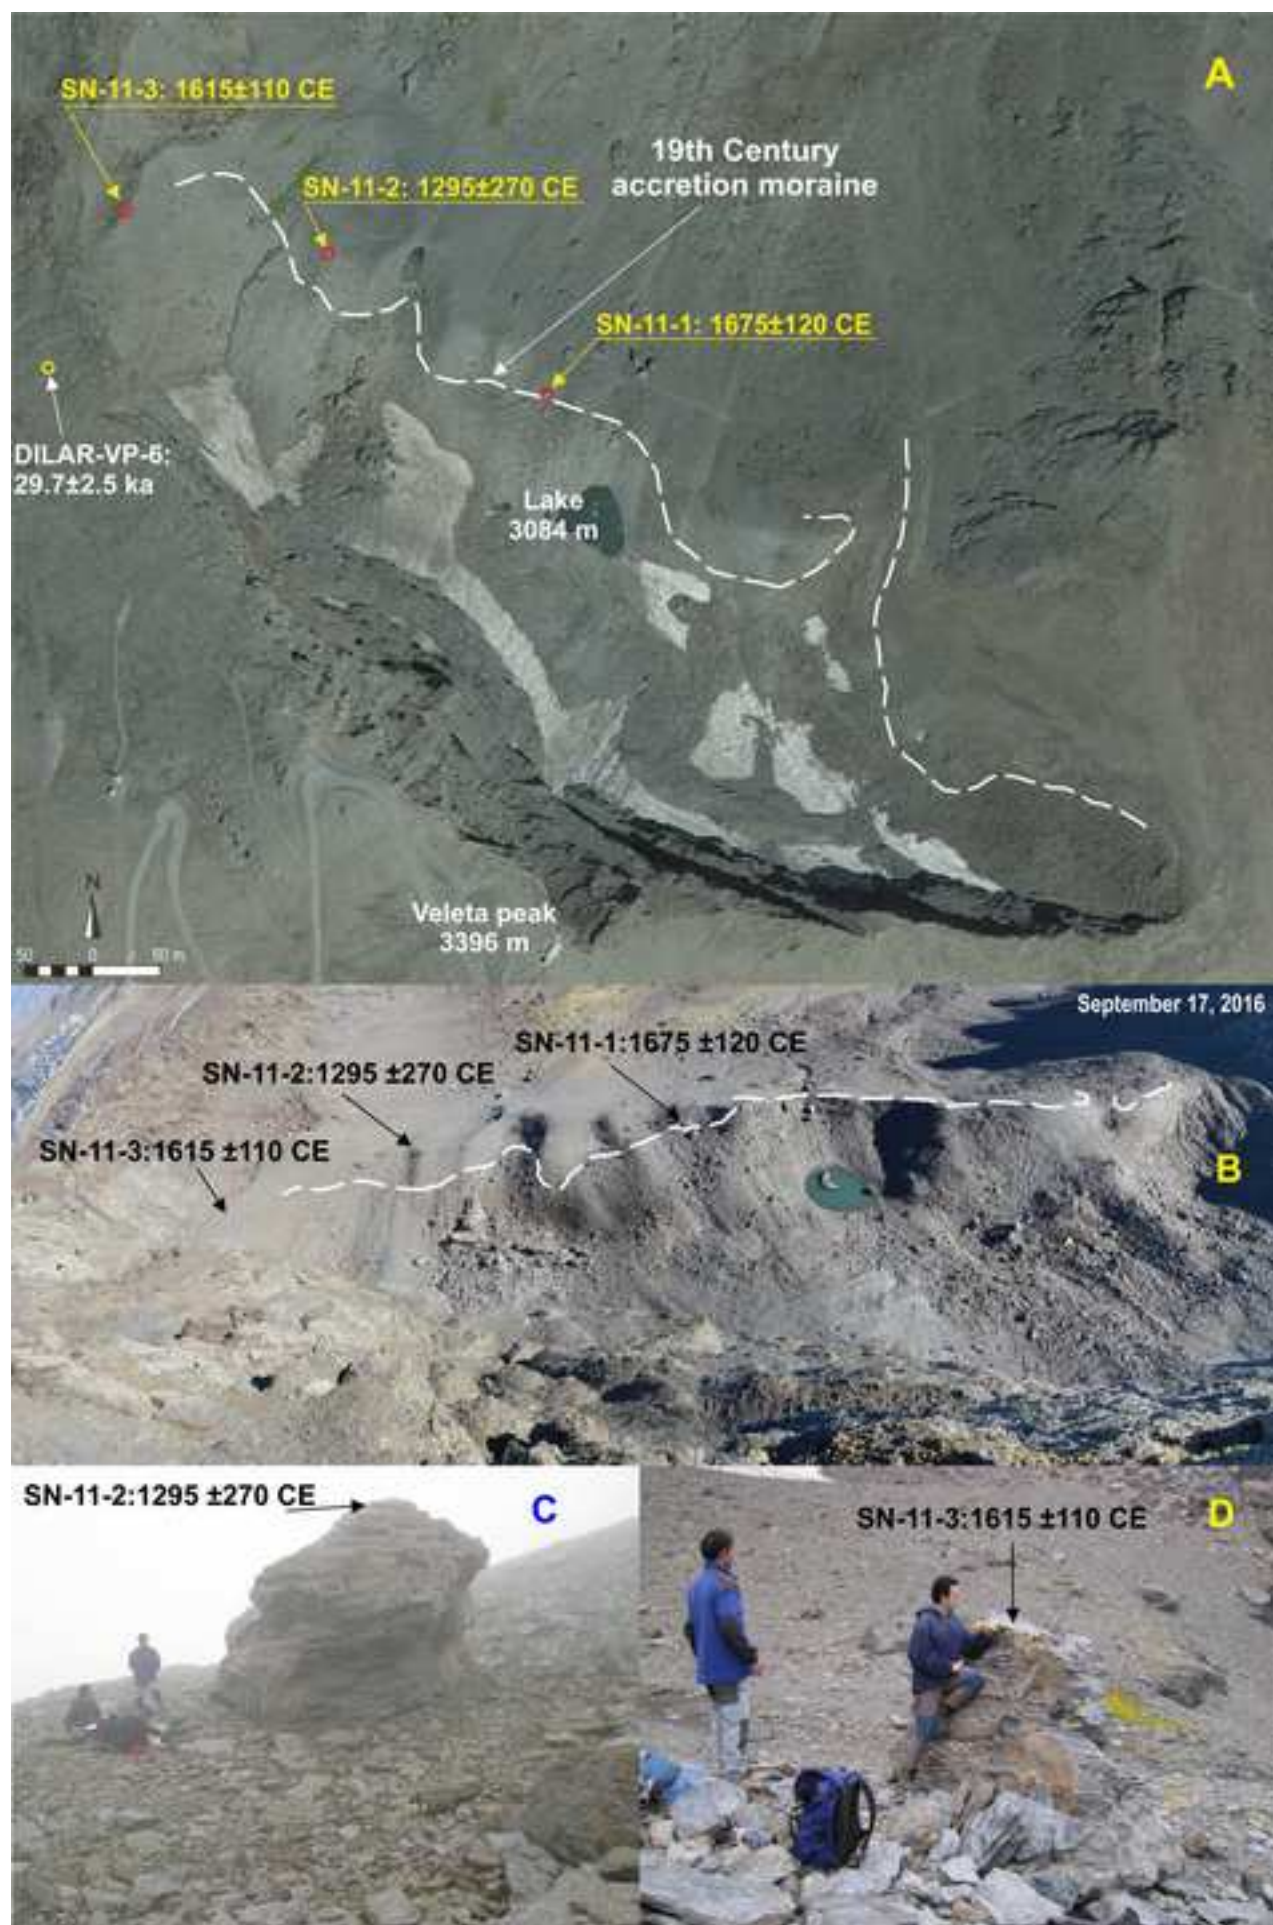 A
SN-11-3: 1615±110 CE
19th Century
accretion moraine
SN-11-2: 1295±270 CE
SN-11-1: 1675±120 CE
DILAR-VP-6:
29.7±2.5 ka
Lake
3084 m
N
Veleta peak
3396 m
50 0 50 m
September 17, 2016
SN-11-1:1675 ±120 CE
SN-11-2:1295 ±270 CE
SN-11-3:1615 ±110 CE
B
SN-11-2:1295 ±270 CE
C
SN-11-3:1615 ±110 CE
D